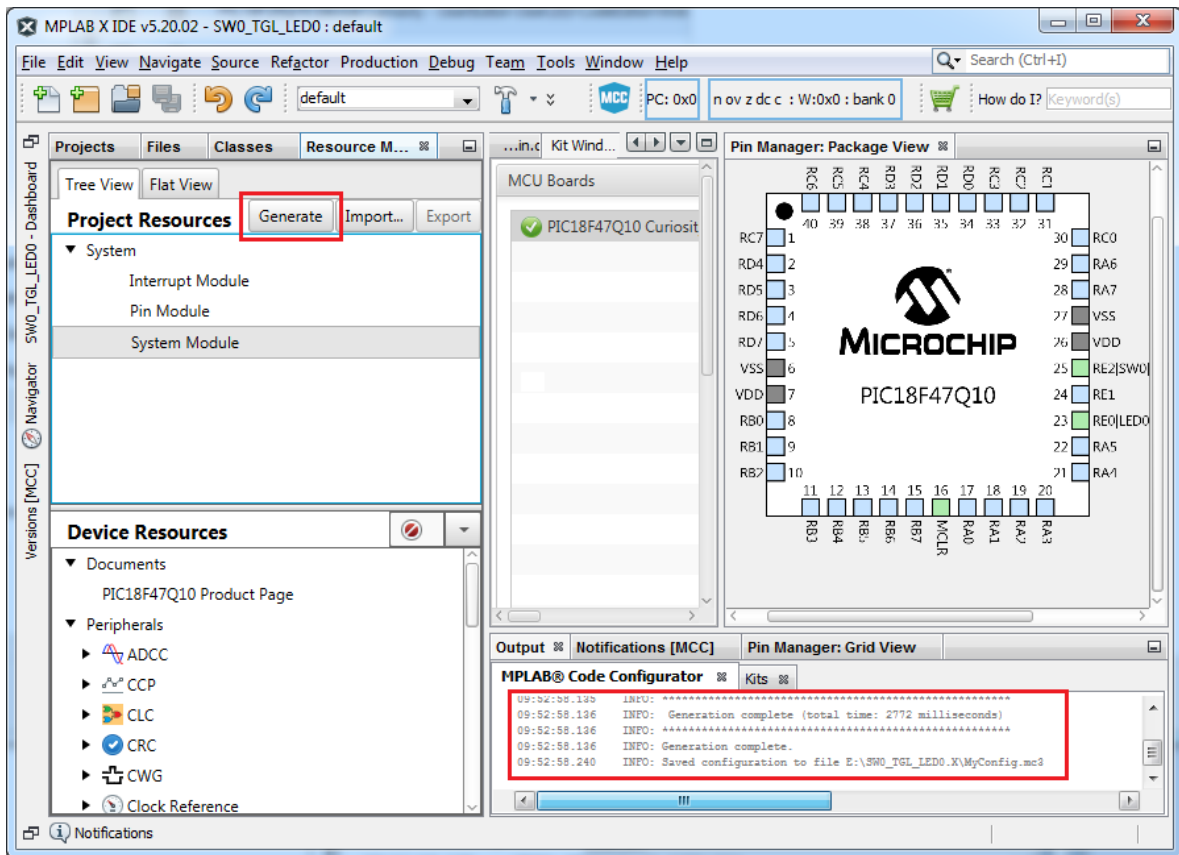 MPLAB X IDE v5.20.02 - SW0_TGL_LED0 : default
File Edit View Navigate Source Refactor Production Debug Team Tools Window Help
Search (Ctrl+I)
default
MCC
PC: 0x0
n ov z dc c : W:0x0 : bank 0
How do I? Keyword(s)
SW0_TGL_LED0 - Dashboard
Navigator
Versions [MCC]
Projects Files Classes Resource M...
Tree View Flat View
Project Resources Generate Import... Export
System
Interrupt Module
Pin Module
System Module
Device Resources
Documents
PIC18F47Q10 Product Page
Peripherals
ADCC
CCP
CLC
CRC
CWG
Clock Reference
...in.c Kit Wind...
MCU Boards
PIC18F47Q10 Curiosit
Pin Manager: Package View
RC6 RC5 RC4 RD3 RD2 RD1 RD0 RC3 RC2 RC1
40 39 38 37 36 35 34 33 32 31
RC7 1 30 RC0
RD4 2 29 RA6
RD5 3 28 RA7
RD6 4 27 VSS
RD7 5 26 VDD
VSS 6 25 RE2|SW0|
VDD 7 24 RE1
RB0 8 23 RE0|LED0
RB1 9 22 RA5
RB2 10 21 RA4
MICROCHIP
PIC18F47Q10
11 12 13 14 15 16 17 18 19 20
RB3 RB4 RB5 RB6 RB7 MCLR RA0 RA1 RA2 RA3
Output Notifications [MCC] Pin Manager: Grid View
MPLAB® Code Configurator Kits
09:52:58.135 INFO: *****************************************************
09:52:58.136 INFO: Generation complete (total time: 2772 milliseconds)
09:52:58.136 INFO: *****************************************************
09:52:58.136 INFO: Generation complete.
09:52:58.240 INFO: Saved configuration to file E:\SW0_TGL_LED0.X\MyConfig.mc3
Notifications